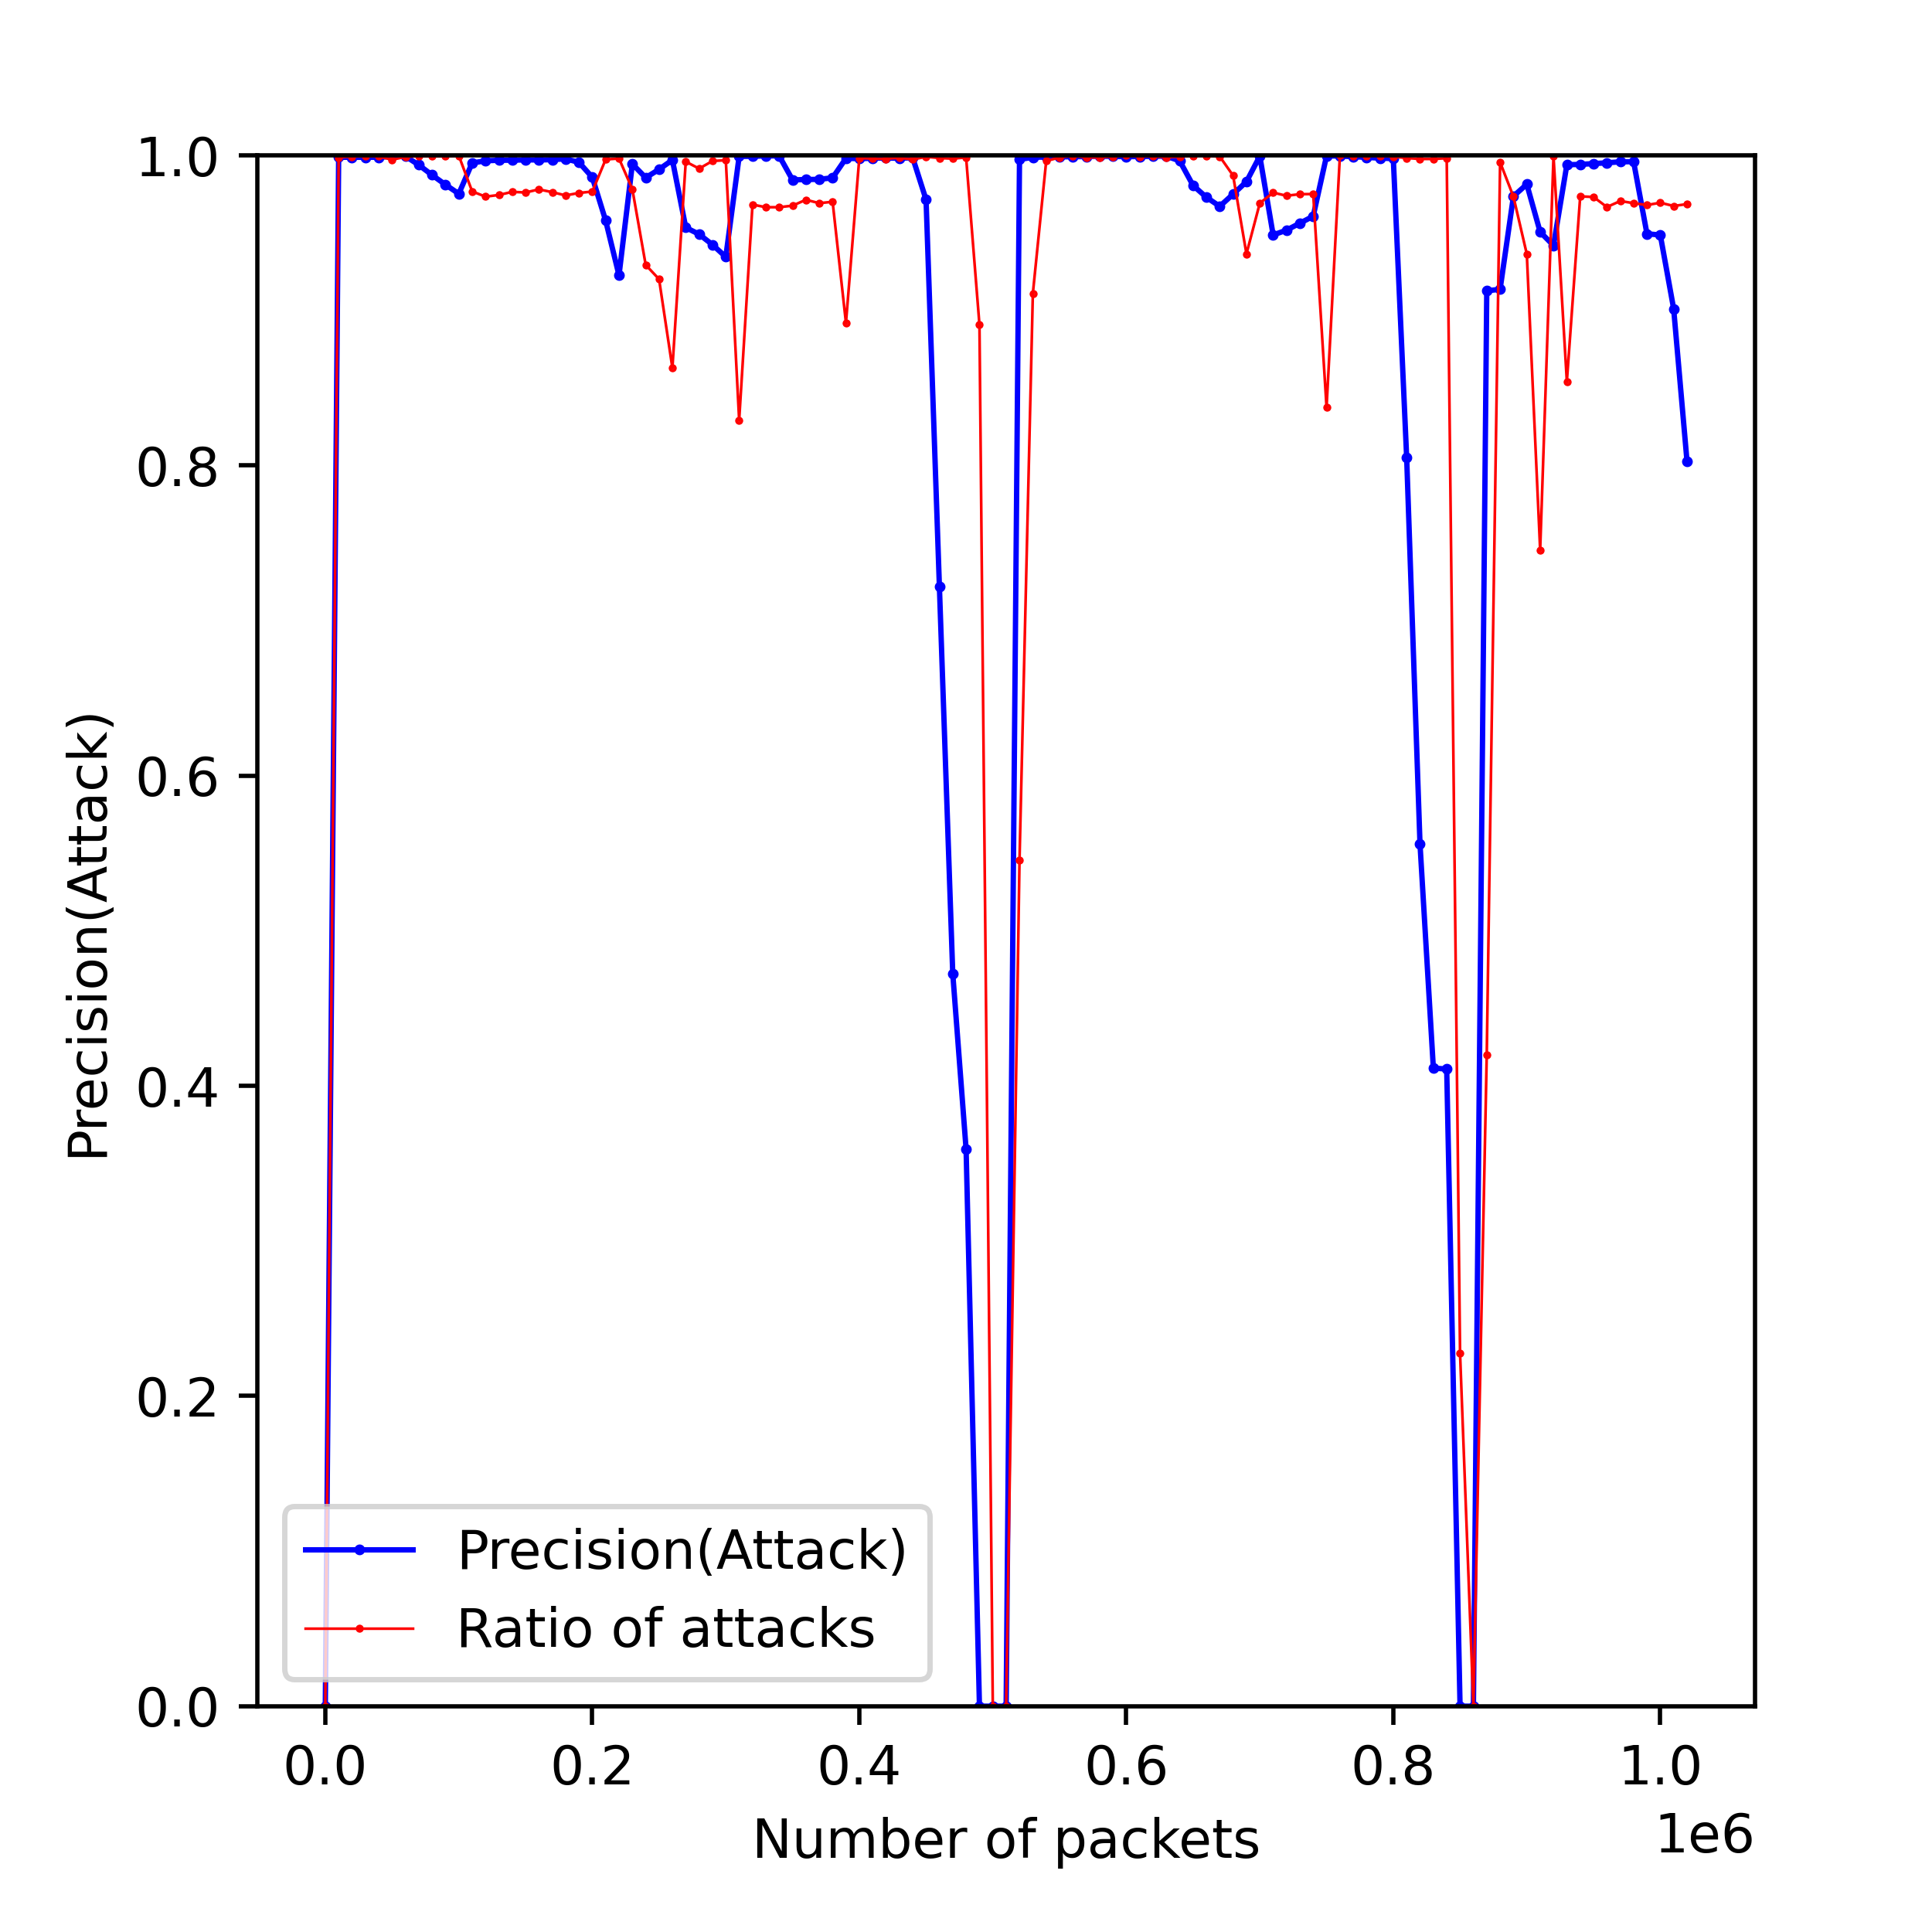 1.0
0.8
0.6
0.4
0.2
0.0
Precision(Attack)
Precision(Attack)
Ratio of attacks
0.0 0.2 0.4 0.6 0.8 1.0
1e6
Number of packets